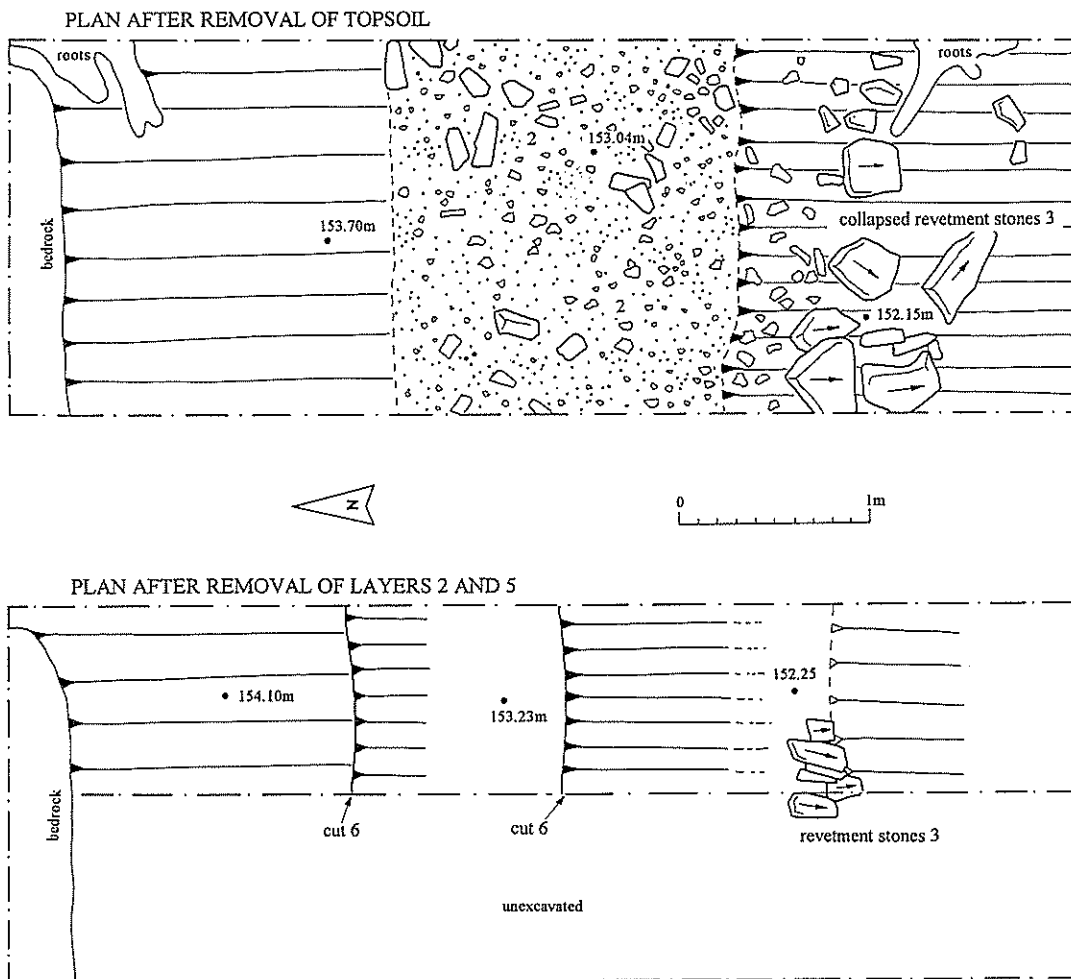 PLAN AFTER REMOVAL OF TOPSOIL
roots
roots
2
153.04m
collapsed revetment stones 3
153.70m
bedrock
2
152.15m
N
0 1m
PLAN AFTER REMOVAL OF LAYERS 2 AND 5
154.10m
153.23m
152.25
bedrock
cut 6
cut 6
revetment stones 3
unexcavated